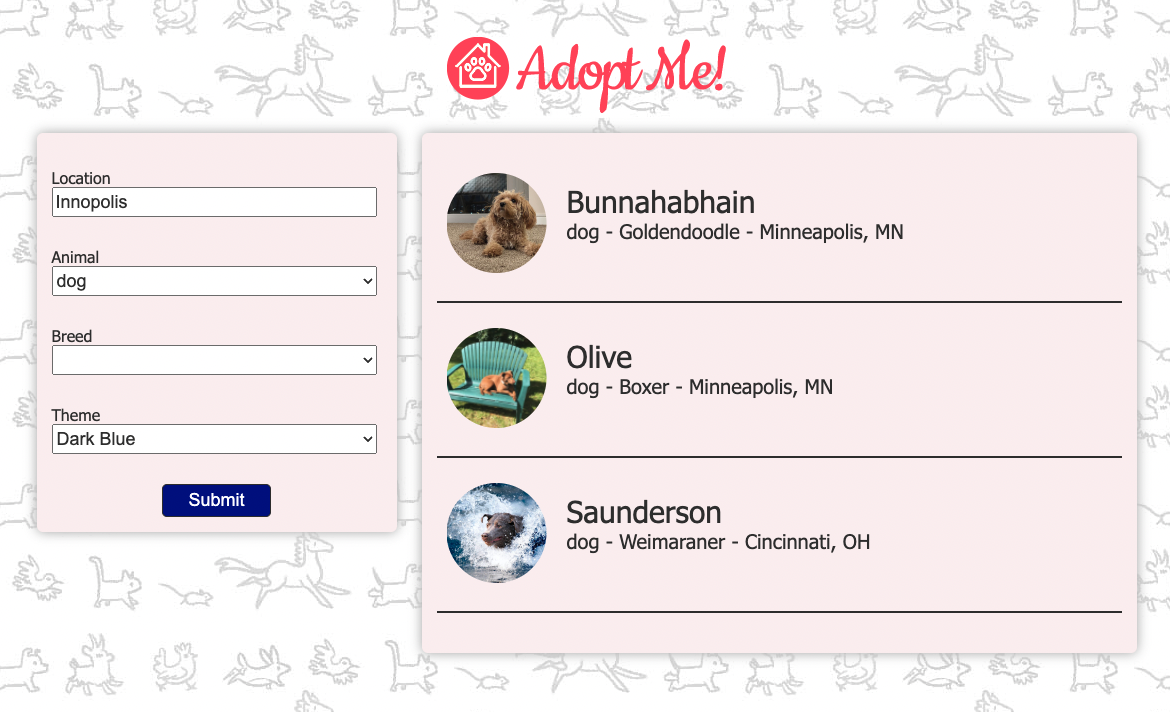 Adopt Me!
Location
Innopolis
Animal
dog
Breed
Theme
Dark Blue
Submit
Bunnahabhain
dog - Goldendoodle - Minneapolis, MN
Olive
dog - Boxer - Minneapolis, MN
Saunderson
dog - Weimaraner - Cincinnati, OH